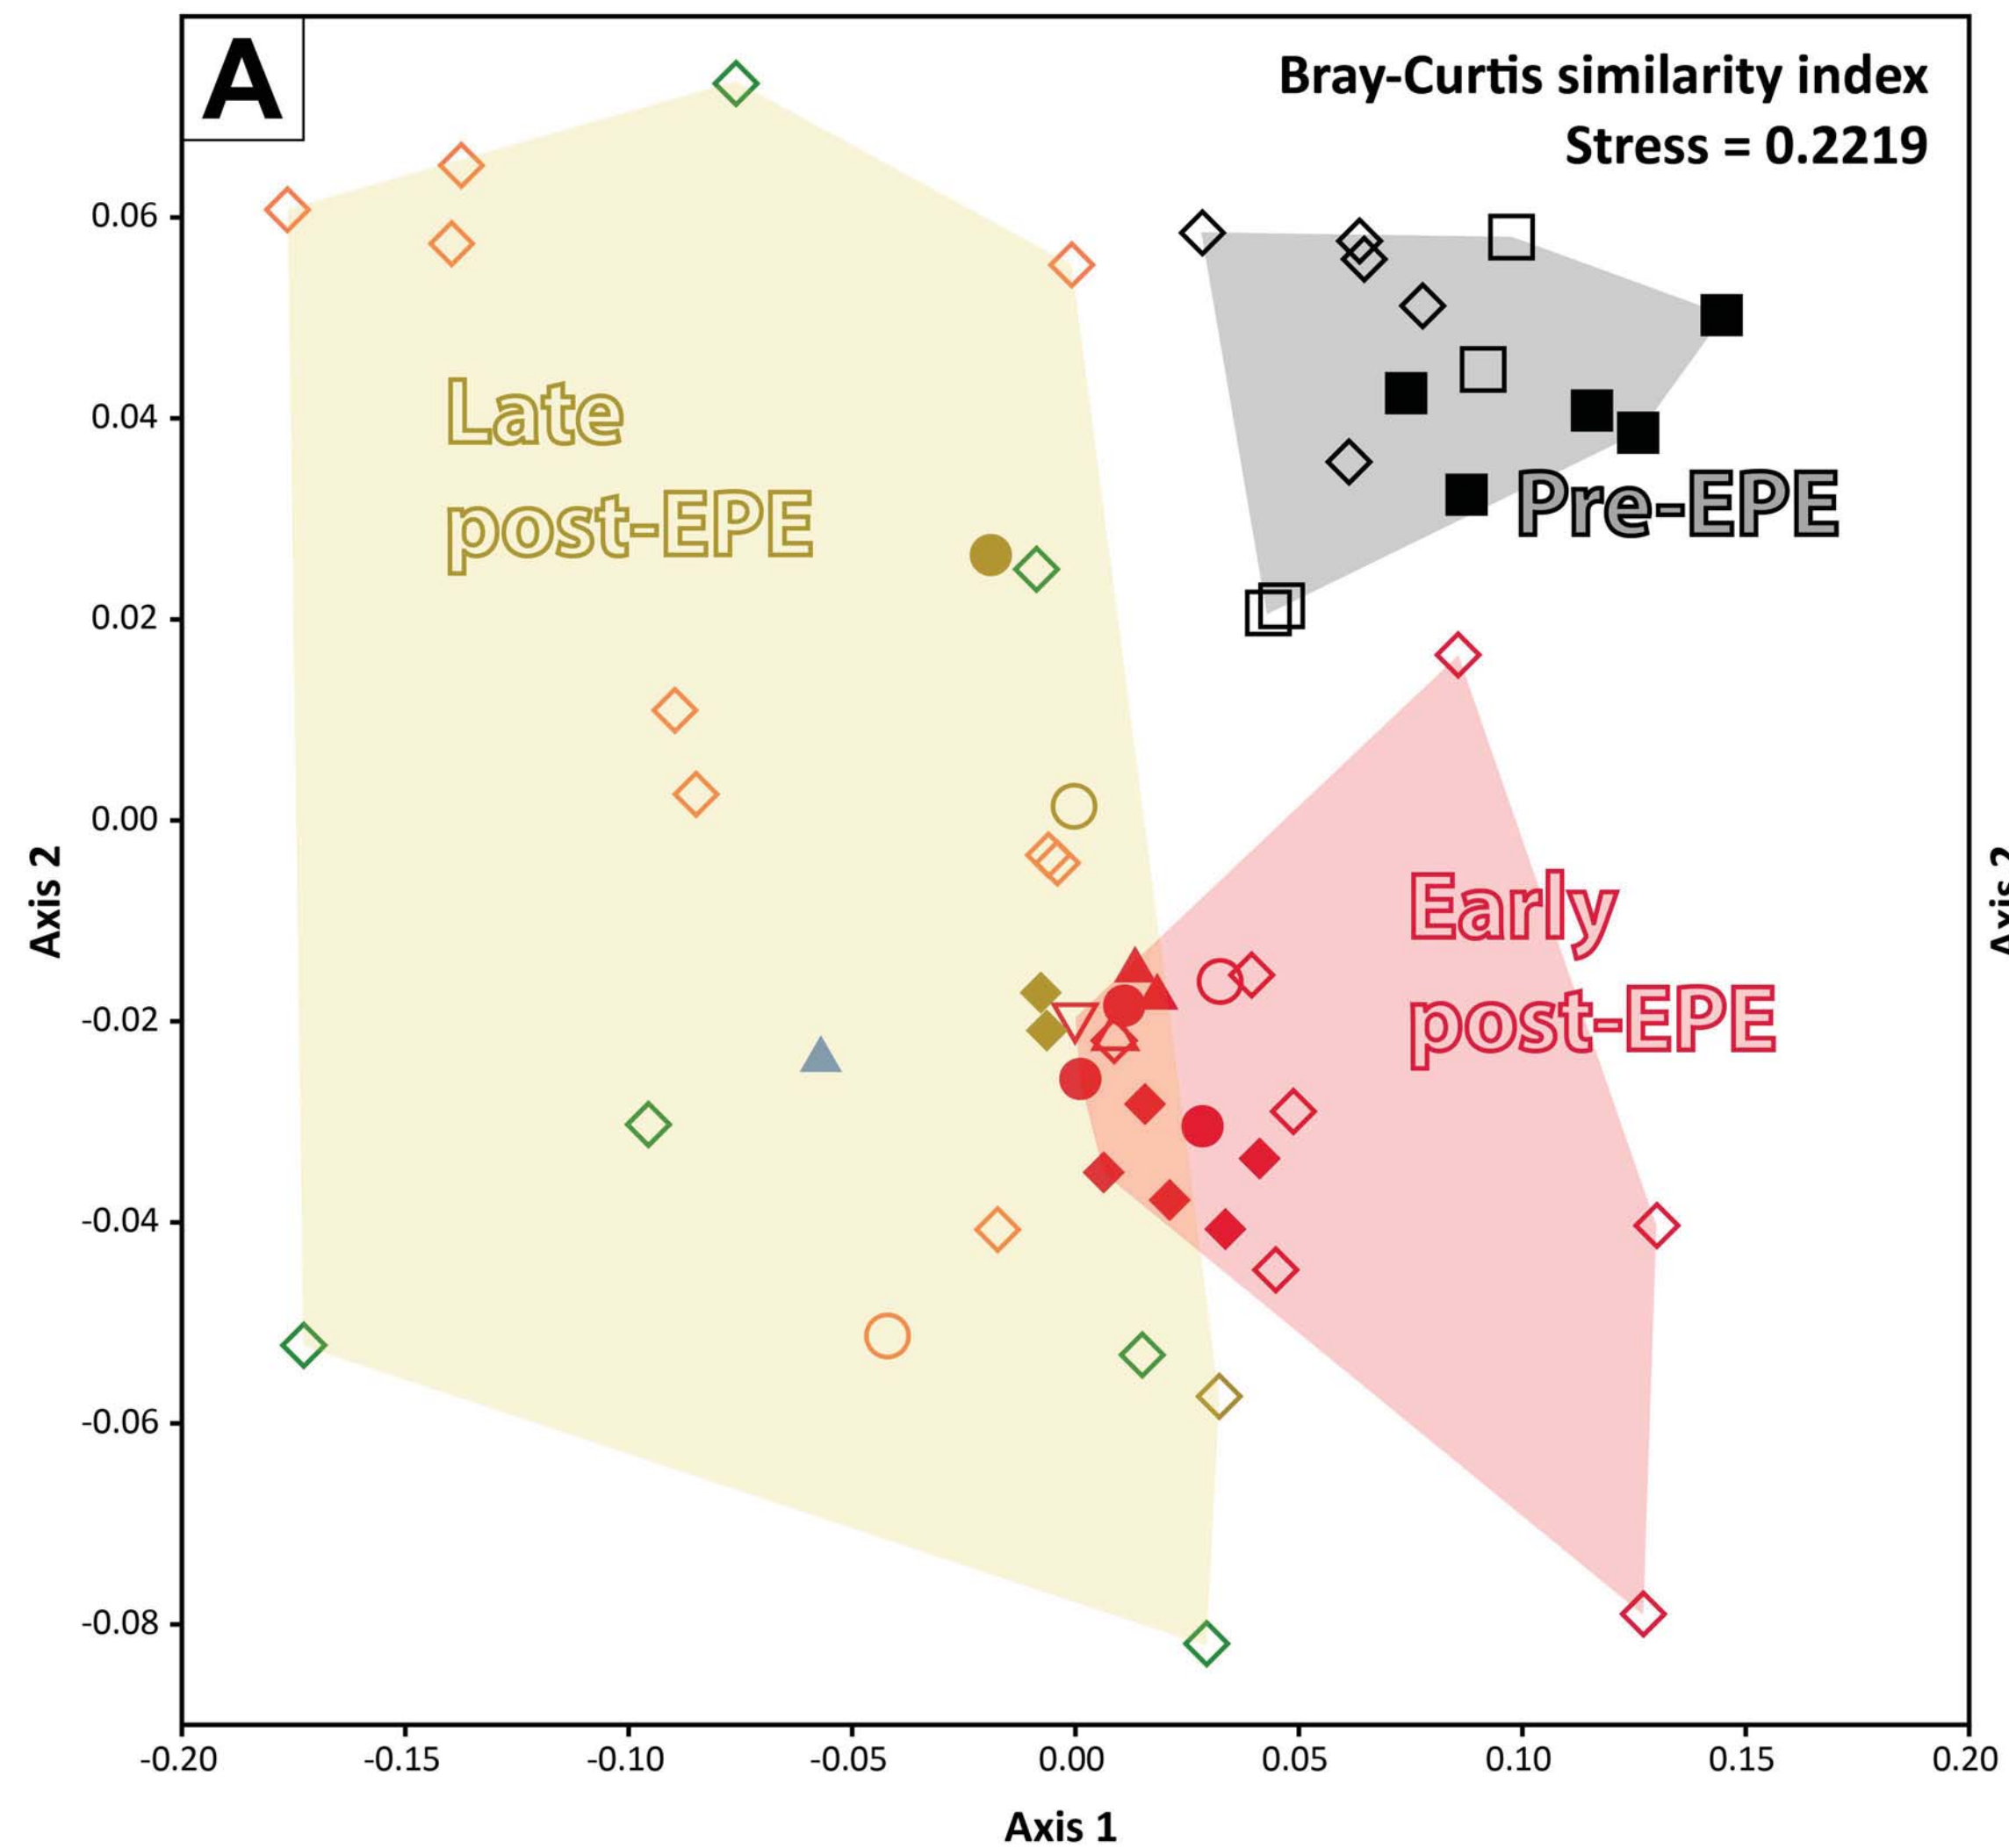 A
Bray-Curtis similarity index
Stress = 0.2219
0.06
0.04
0.02
0.00
-0.02
-0.04
-0.06
-0.08
Axis 2
Late
post-EPE
Pre-EPE
Early
post-EPE
Axis 2
-0.20
-0.15
-0.10
-0.05
0.00
0.05
0.10
0.15
0.20
Axis 1